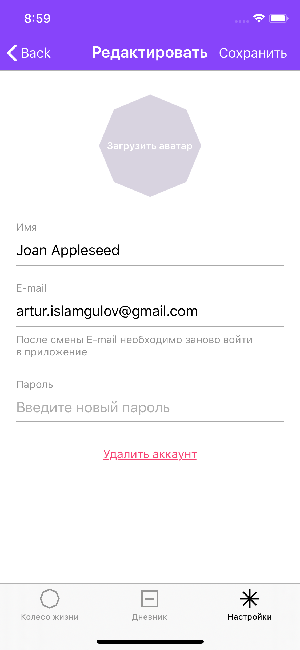 8:59
Back Редактировать Сохранить
Загрузить аватар
Имя
Joan Appleseed
E-mail
artur.islamgulov@gmail.com
После смены E-mail необходимо заново войти
в приложение
Пароль
Введите новый пароль
Удалить аккаунт
Колесо жизни Дневник Настройки